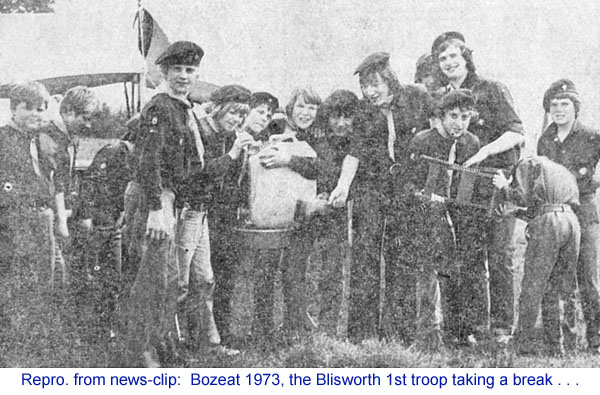 Repro. from news-clip:  Bozeat 1973, the Blisworth 1st troop taking a break . . .